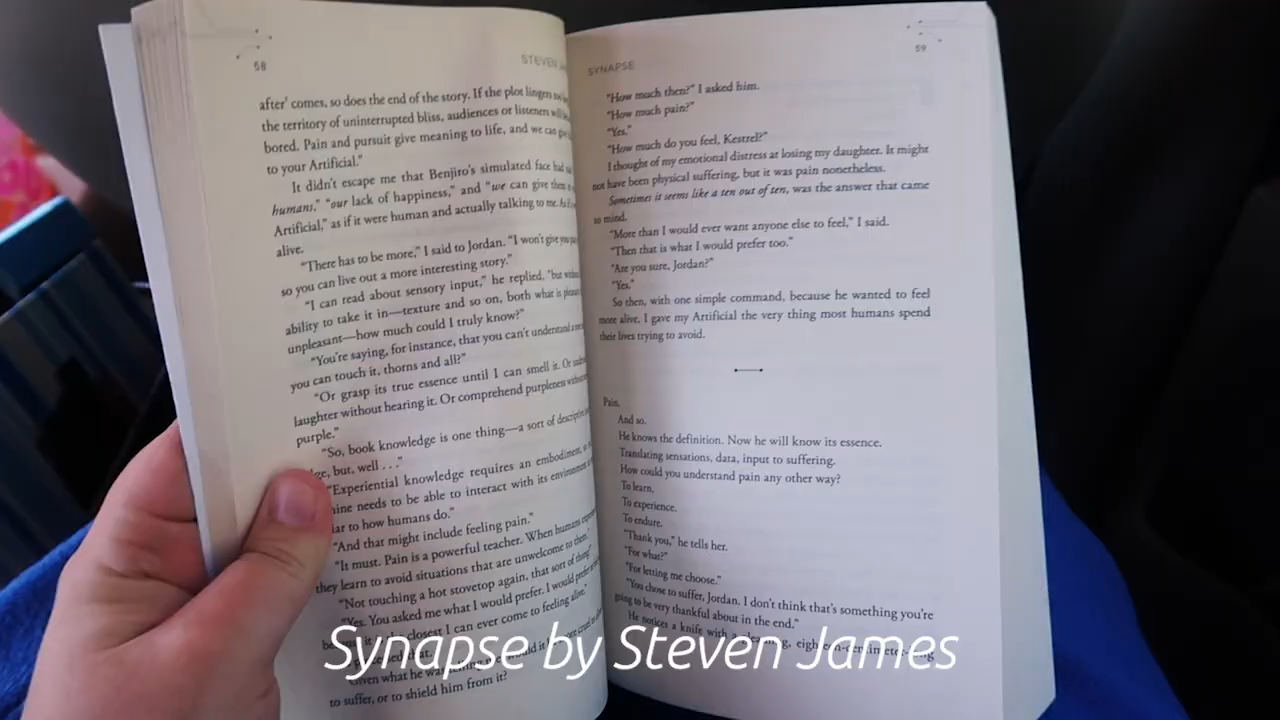 58
STEVEN
after' comes, so does the end of the story. If the plot lingers
the territory of uninterrupted bliss, audiences or listeners will
bored. Pain and pursuit give meaning to life, and we can give
to your Artificial."
It didn't escape me that Benjiro's simulated face had
humans," "our lack of happiness," and "we can give them
Artificial," as if it were human and actually talking to me. As if
alive.
"There has to be more," I said to Jordan. "I won't give you
so you can live out a more interesting story."
"I can read about sensory input," he replied, "but
ability to take it in—texture and so on, both what is
unpleasant—how much could I truly know?"
"You're saying, for instance, that you can't understand a
you can touch it, thorns and all?"
"Or grasp its true essence until I can smell it. Or
laughter without hearing it. Or comprehend purpleness
purple."
"So, book knowledge is one thing—a sort of descriptive
but, well . . ."
"Experiential knowledge requires an embodiment,
needs to be able to interact with its environment
to how humans do."
"And that might include feeling pain."
"It must. Pain is a powerful teacher. When humans
they learn to avoid situations that are unwelcome to them."
"Not touching a hot stovetop again, that sort of thing."
"Yes. You asked me what I would prefer. I would prefer
closest I can ever come to feeling alive."
that.
Given what he was would it
to suffer, or to shield him from it?
SYNAPSE
59
"How much then?" I asked him.
"How much pain?"
"Yes."
"How much do you feel, Kestrel?"
I thought of my emotional distress at losing my daughter. It might
not have been physical suffering, but it was pain nonetheless.
Sometimes it seems like a ten out of ten, was the answer that came
to mind.
"More than I would ever want anyone else to feel," I said.
"Then that is what I would prefer too."
"Are you sure, Jordan?"
"Yes."
So then, with one simple command, because he wanted to feel
more alive, I gave my Artificial the very thing most humans spend
their lives trying to avoid.
Pain.
And so.
He knows the definition. Now he will know its essence.
Translating sensations, data, input to suffering.
How could you understand pain any other way?
To learn.
To experience.
To endure.
"Thank you," he tells her.
"For what?"
"For letting me choose."
"You chose to suffer, Jordan. I don't think that's something you're
going to be very thankful about in the end."
He notices a knife with a gleaming, eighteen-centimeter-long
Synapse by Steven James